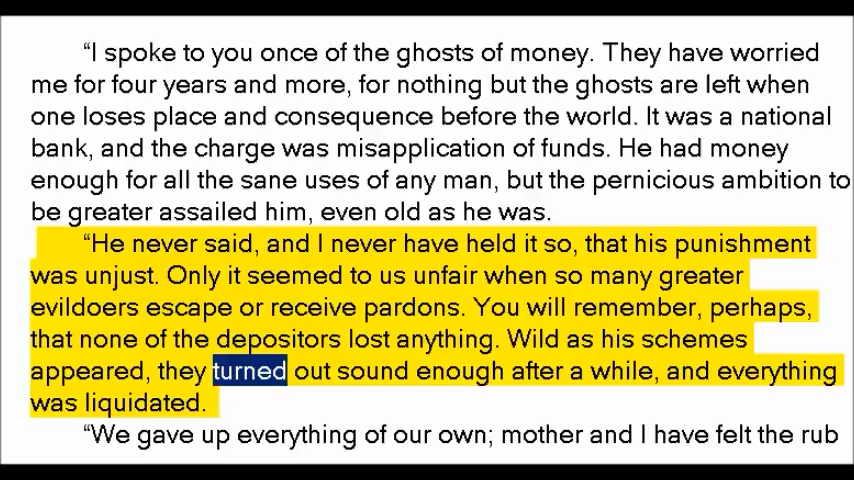 “I spoke to you once of the ghosts of money. They have worried
me for four years and more, for nothing but the ghosts are left when
one loses place and consequence before the world. It was a national
bank, and the charge was misapplication of funds. He had money
enough for all the sane uses of any man, but the pernicious ambition to
be greater assailed him, even old as he was.
“He never said, and I never have held it so, that his punishment
was unjust. Only it seemed to us unfair when so many greater
evildoers escape or receive pardons. You will remember, perhaps,
that none of the depositors lost anything. Wild as his schemes
appeared, they turned out sound enough after a while, and everything
was liquidated.
“We gave up everything of our own; mother and I have felt the rub